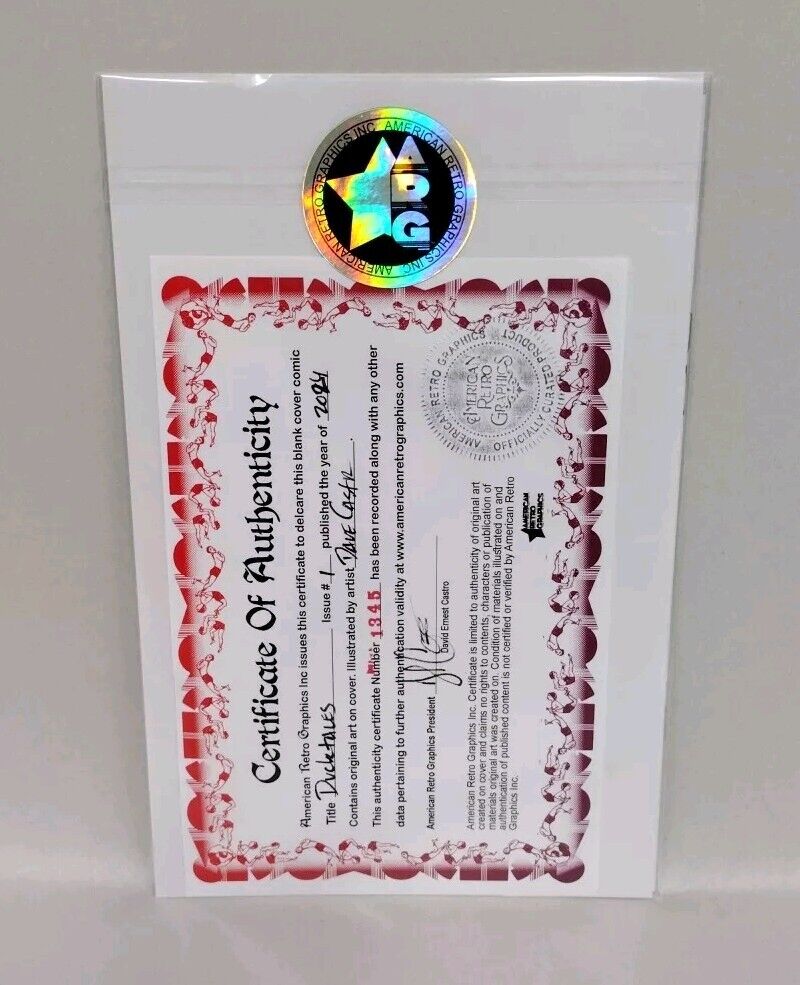 AMERICAN RETRO GRAPHICS INC. AMERICAN RETRO GRAPHICS INC.
Certificate Of Authenticity
American Retro Graphics Inc issues this certificate to delcare this blank cover comic
Title Ducktales Issue # 1 published the year of 2024
Contains original art on cover. Illustrated by artist Dave Castr.
This authenticity certificate Number 1345 has been recorded along with any other
data pertaining to further authentication validity at www.americanretrographics.com
American Retro Graphics President
David Ernest Castro
American Retro Graphics Inc. Certificate is limited to authenticity of original art
created on cover and claims no rights to contents, characters or publication of
materials original art was created on. Condition of materials illustrated on and
authentication of published content is not certified or verified by American Retro
Graphics Inc.
AMERICAN
RETRO
GRAPHICS
AMERICAN RETRO GRAPHICS
OFFICIALLY CURATED PRODUCT
AMERICAN
RETRO
GRAPHICS